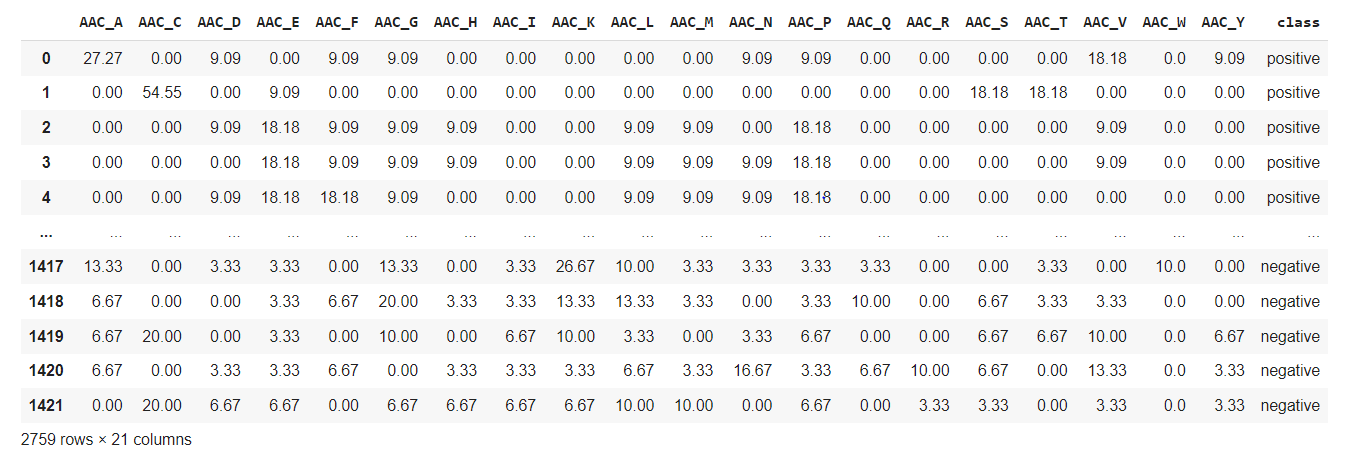 AAC_A AAC_C AAC_D AAC_E AAC_F AAC_G AAC_H AAC_I AAC_K AAC_L AAC_M AAC_N AAC_P AAC_Q AAC_R AAC_S AAC_T AAC_V AAC_W AAC_Y class
0 27.27 0.00 9.09 0.00 9.09 9.09 0.00 0.00 0.00 0.00 0.00 9.09 9.09 0.00 0.00 0.00 0.00 18.18 0.0 9.09 positive
1 0.00 54.55 0.00 9.09 0.00 0.00 0.00 0.00 0.00 0.00 0.00 0.00 0.00 0.00 0.00 18.18 18.18 0.00 0.0 0.00 positive
2 0.00 0.00 9.09 18.18 9.09 9.09 9.09 0.00 0.00 9.09 9.09 0.00 18.18 0.00 0.00 0.00 0.00 9.09 0.0 0.00 positive
3 0.00 0.00 0.00 18.18 9.09 9.09 9.09 0.00 0.00 9.09 9.09 9.09 18.18 0.00 0.00 0.00 0.00 9.09 0.0 0.00 positive
4 0.00 0.00 9.09 18.18 18.18 9.09 0.00 0.00 0.00 9.09 9.09 9.09 18.18 0.00 0.00 0.00 0.00 0.00 0.0 0.00 positive
... ... ... ... ... ... ... ... ... ... ... ... ... ... ... ... ... ... ... ... ... ...
1417 13.33 0.00 3.33 3.33 0.00 13.33 0.00 3.33 26.67 10.00 3.33 3.33 3.33 3.33 0.00 0.00 3.33 0.00 10.0 0.00 negative
1418 6.67 0.00 0.00 3.33 6.67 20.00 3.33 3.33 13.33 13.33 3.33 0.00 3.33 10.00 0.00 6.67 3.33 3.33 0.0 0.00 negative
1419 6.67 20.00 0.00 3.33 0.00 10.00 0.00 6.67 10.00 3.33 0.00 3.33 6.67 0.00 0.00 6.67 6.67 10.00 0.0 6.67 negative
1420 6.67 0.00 3.33 3.33 6.67 0.00 3.33 3.33 3.33 6.67 3.33 16.67 3.33 6.67 10.00 6.67 0.00 13.33 0.0 3.33 negative
1421 0.00 20.00 6.67 6.67 0.00 6.67 6.67 6.67 6.67 10.00 10.00 0.00 6.67 0.00 3.33 3.33 0.00 3.33 0.0 3.33 negative
2759 rows × 21 columns